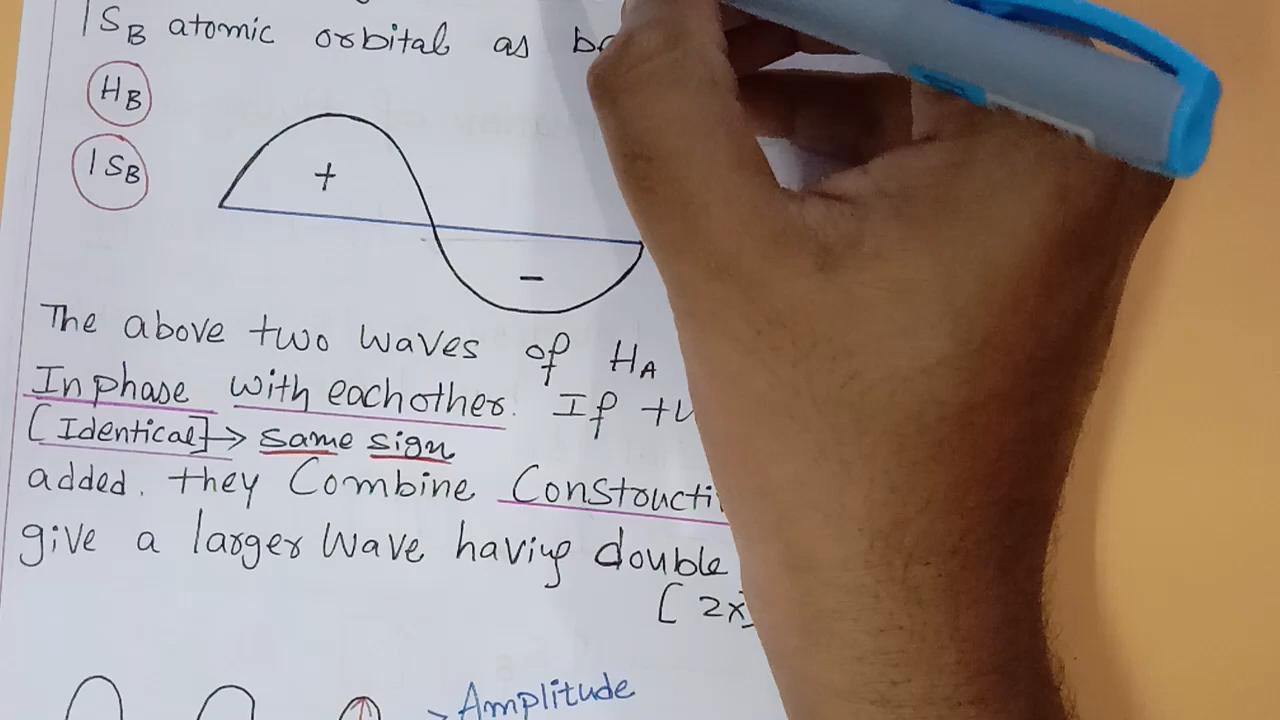 1SB atomic orbital as
HB
1SB
+
−
The above two waves of HA
Inphase with eachother. If
[Identical]→ same sign
added. they Combine
give a larger wave having double
[2x]
Amplitude